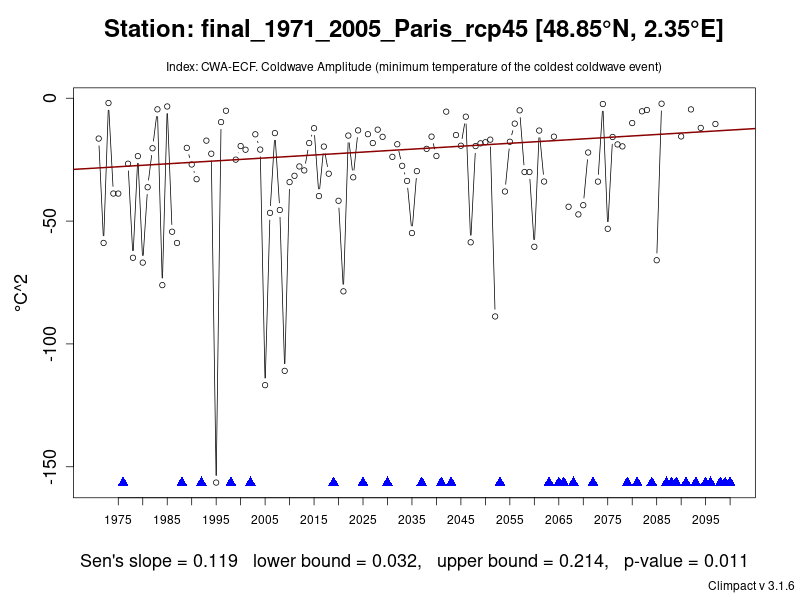 Station: final_1971_2005_Paris_rcp45 [48.85°N, 2.35°E]
Index: CWA-ECF. Coldwave Amplitude (minimum temperature of the coldest coldwave event)
0
-50
-100
-150
°C^2
1975 1985 1995 2005 2015 2025 2035 2045 2055 2065 2075 2085 2095
Sen's slope = 0.119 lower bound = 0.032, upper bound = 0.214, p-value = 0.011
Climpact v 3.1.6